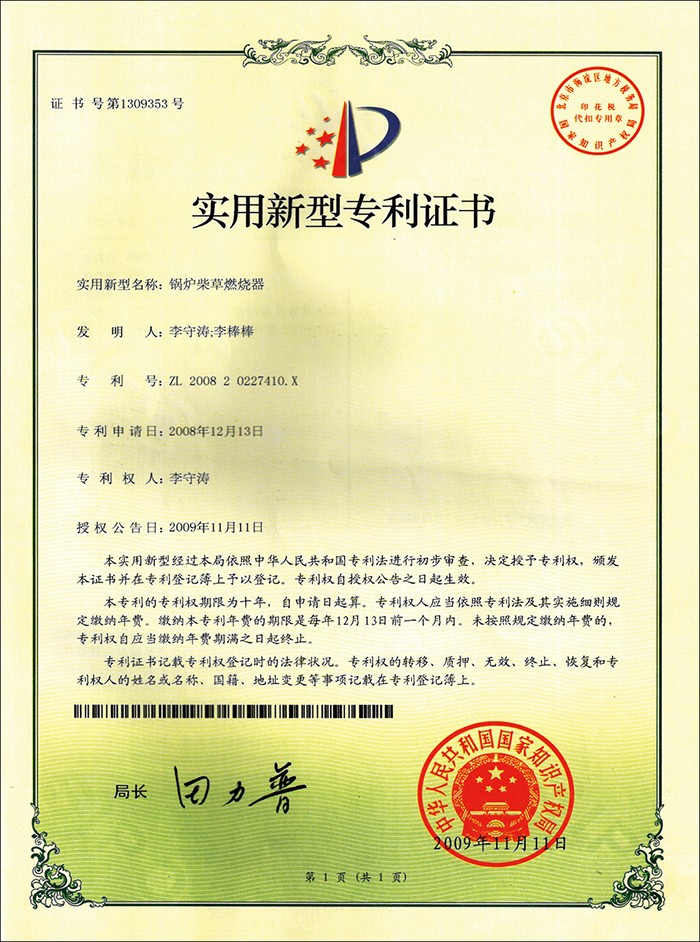 证书号第1309353号
北京市海淀区地方税务局
印花税
代扣专用章
国家知识产权局
实用新型专利证书
实用新型名称：锅炉柴草燃烧器
发明人：李守涛;李棒棒
专利号：ZL 2008 2 0227410.X
专利申请日：2008年12月13日
专利权人：李守涛
授权公告日：2009年11月11日
本实用新型经过本局依照中华人民共和国专利法进行初步审查，决定授予专利权，颁发
本证书并在专利登记簿上予以登记。专利权自授权公告之日起生效。
本专利的专利权期限为十年，自申请日起算。专利权人应当依照专利法及其实施细则规
定缴纳年费。缴纳本专利年费的期限是每年12月13日前一个月内。未按照规定缴纳年费的，
专利权自应当缴纳年费期满之日起终止。
专利证书记载专利权登记时的法律状况。专利权的转移、质押、无效、终止、恢复和专
利权人的姓名或名称、国籍、地址变更等事项记载在专利登记簿上。
局长
田力普
中华人民共和国国家知识产权局
2009年11月11日
第1页(共1页)